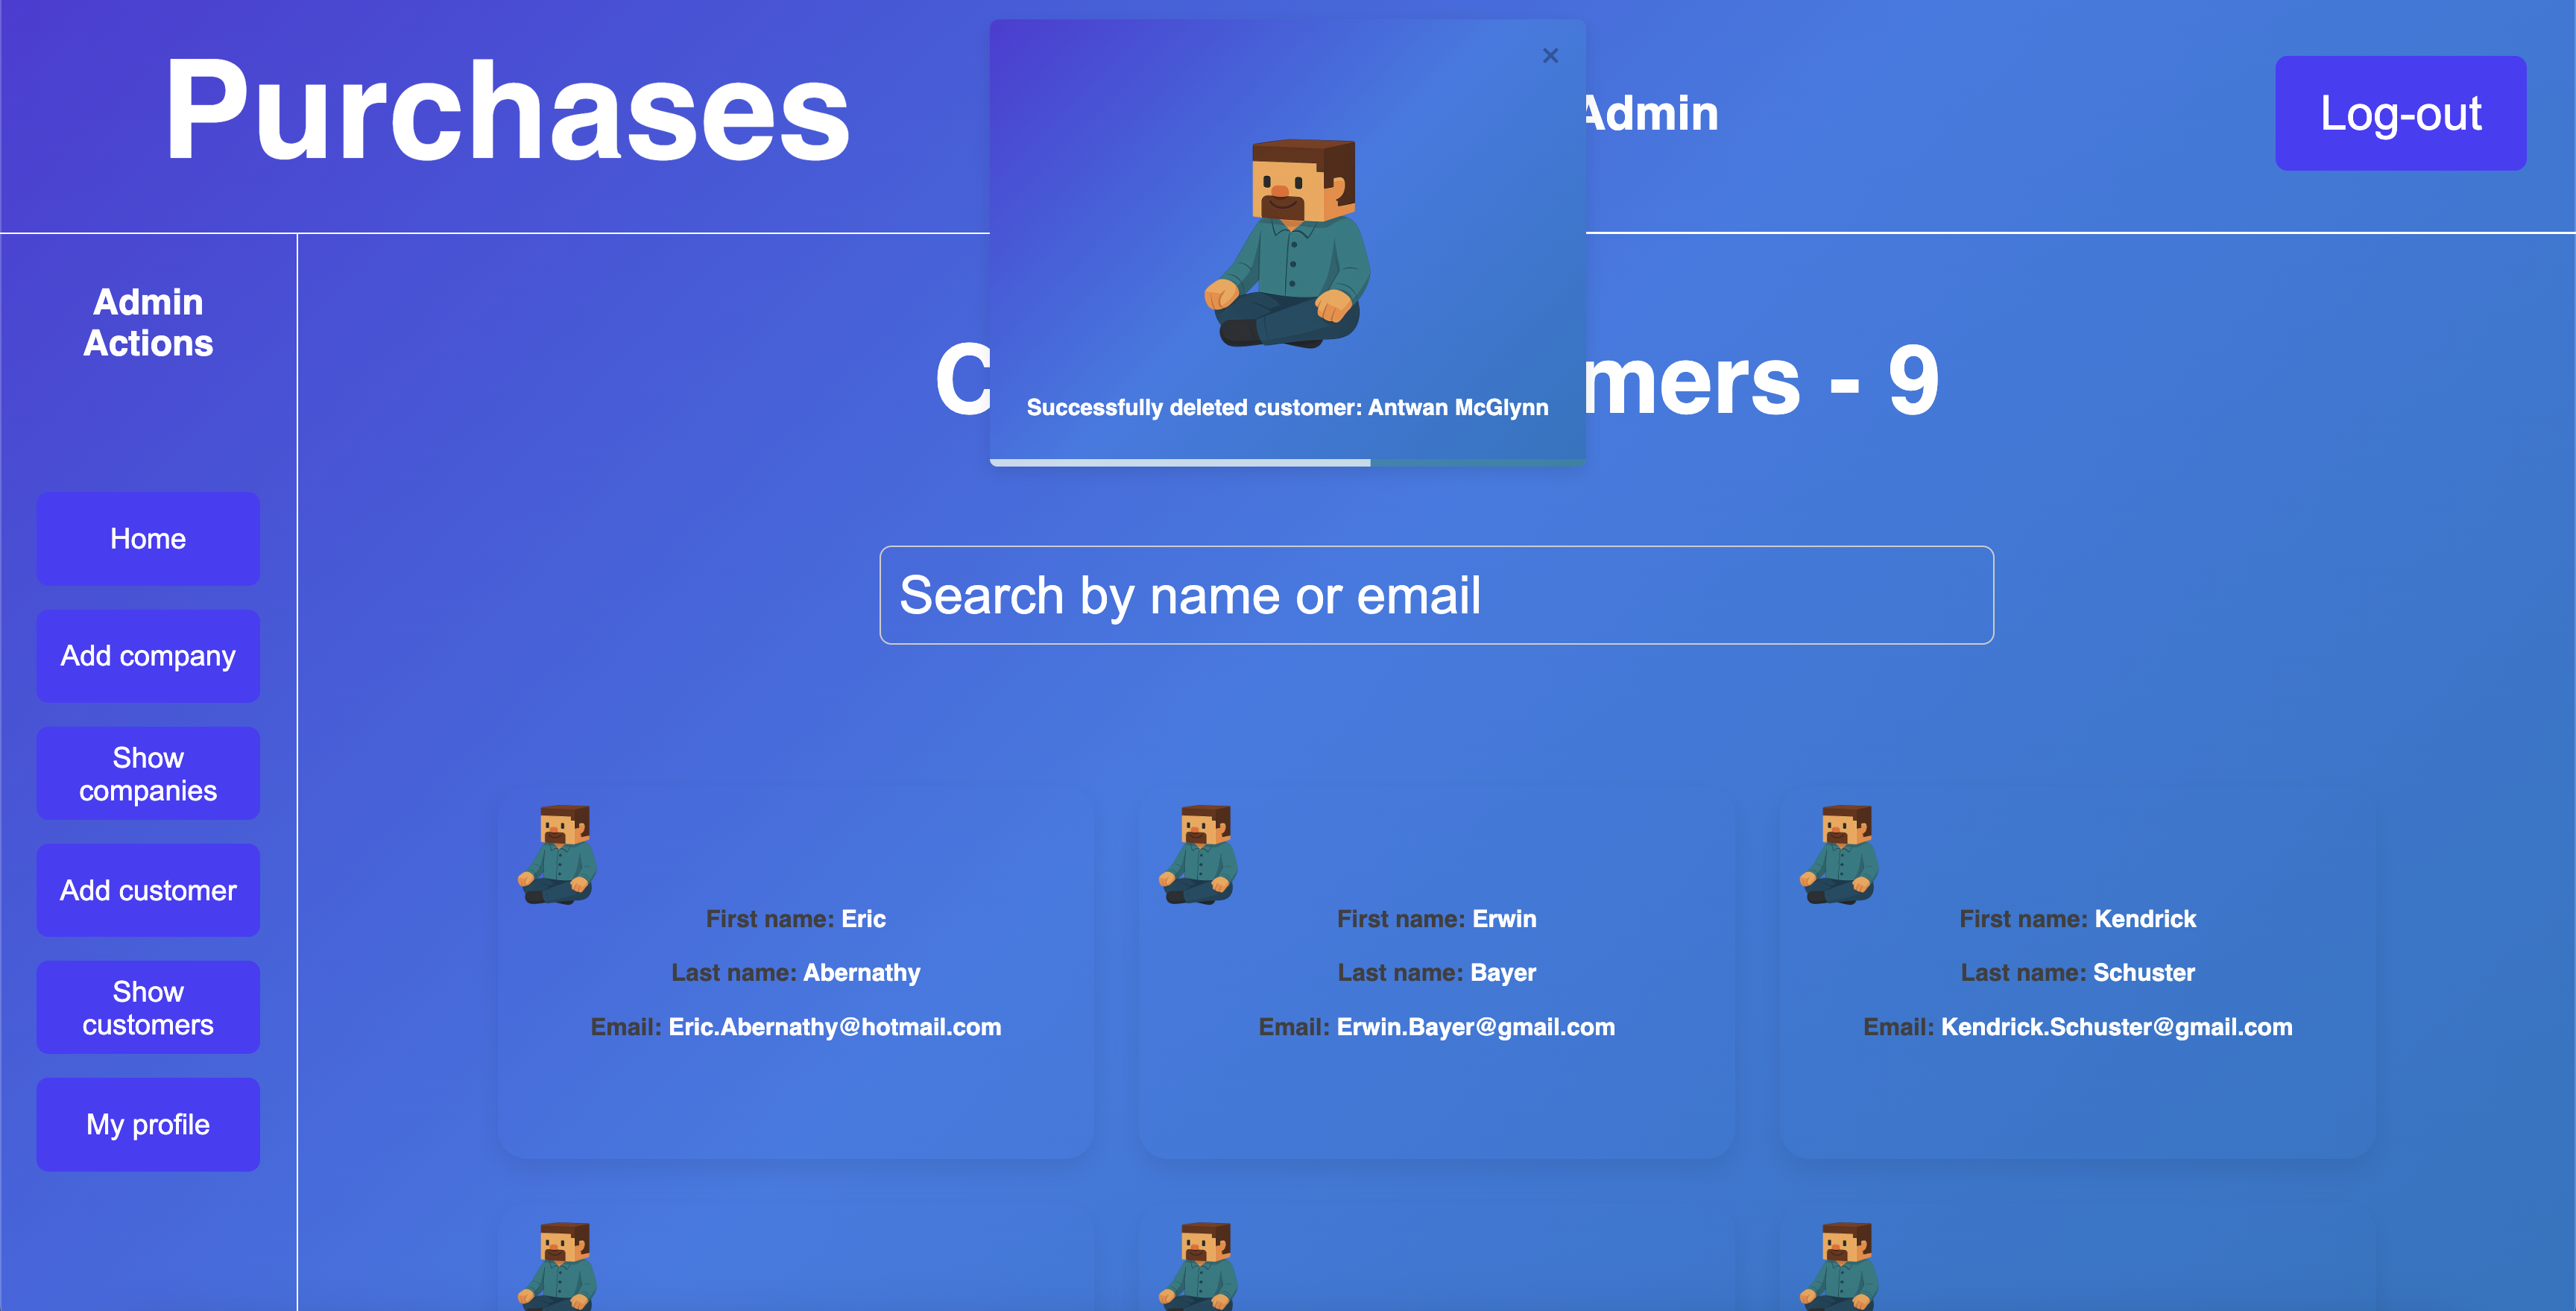 Purchases
Admin
Log-out
Successfully deleted customer: Antwan McGlynn
Admin
Actions
mers - 9
Search by name or email
Home
Add company
Show
companies
Add customer
Show
customers
My profile
First name: Eric
Last name: Abernathy
Email: Eric.Abernathy@hotmail.com
First name: Erwin
Last name: Bayer
Email: Erwin.Bayer@gmail.com
First name: Kendrick
Last name: Schuster
Email: Kendrick.Schuster@gmail.com